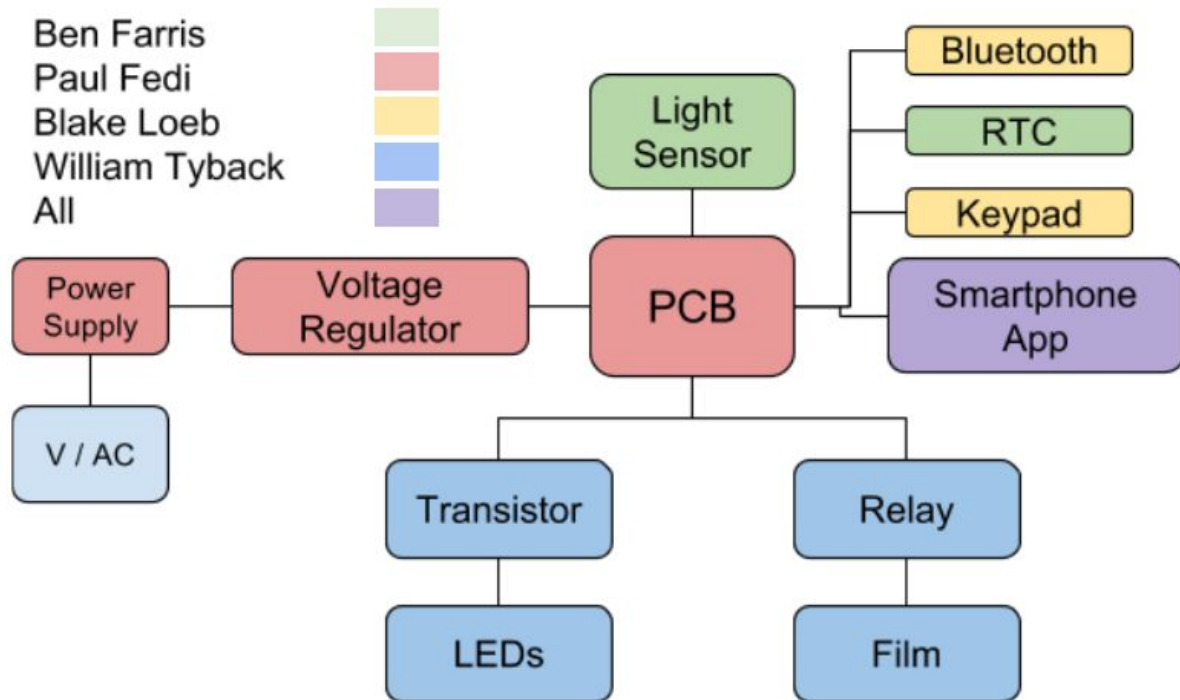 Ben Farris
Paul Fedi
Blake Loeb
William Tyback
All
Light
Sensor
Bluetooth
RTC
Keypad
Power
Supply
Voltage
Regulator
PCB
Smartphone
App
V / AC
Transistor
Relay
LEDs
Film